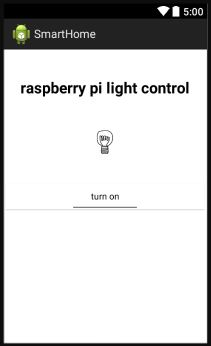 5:00
SmartHome
raspberry pi light control
turn on